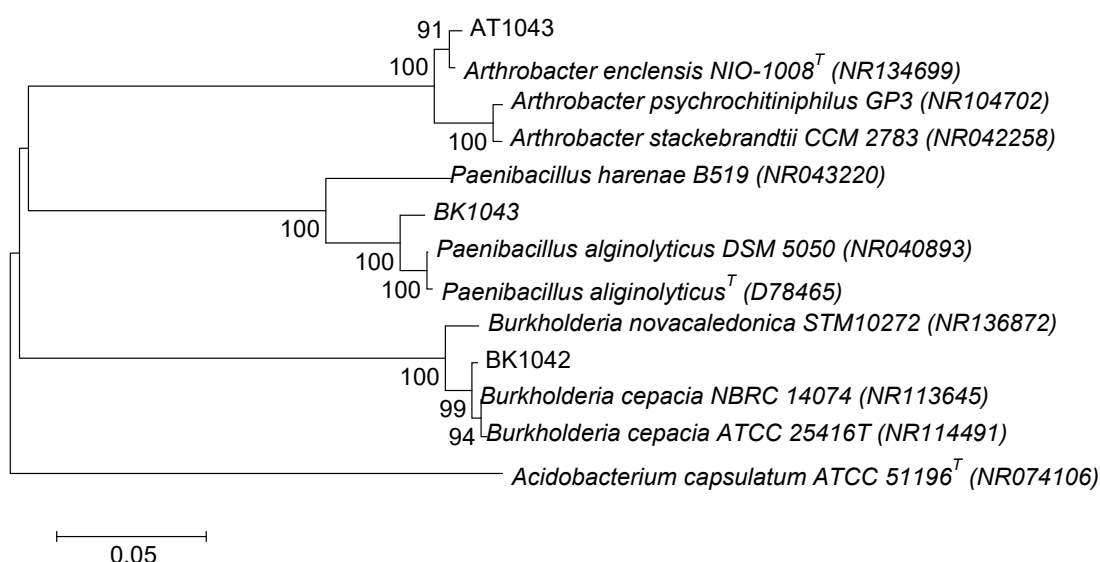 91 AT1043
100 Arthrobacter enclensis NIO-1008T (NR134699)
Arthrobacter psychrochitiniphilus GP3 (NR104702)
100 Arthrobacter stackebrandtii CCM 2783 (NR042258)
Paenibacillus harenae B519 (NR043220)
100 BK1043
100 Paenibacillus alginolyticus DSM 5050 (NR040893)
100 Paenibacillus aliginolyticusT (D78465)
Burkholderia novacaledonica STM10272 (NR136872)
100 BK1042
99 Burkholderia cepacia NBRC 14074 (NR113645)
94 Burkholderia cepacia ATCC 25416T (NR114491)
Acidobacterium capsulatum ATCC 51196T (NR074106)
0.05